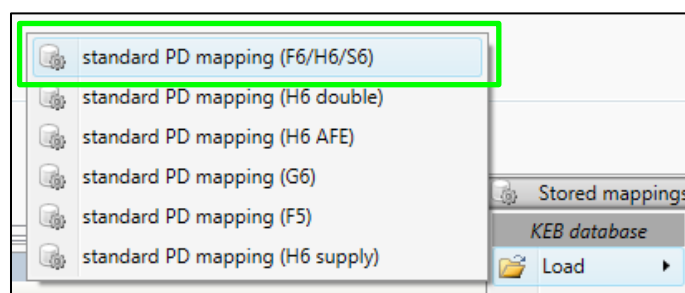 standard PD mapping (F6/H6/S6)
standard PD mapping (H6 double)
standard PD mapping (H6 AFE)
standard PD mapping (G6)
standard PD mapping (F5)
standard PD mapping (H6 supply)
Stored mappings
KEB database
Load